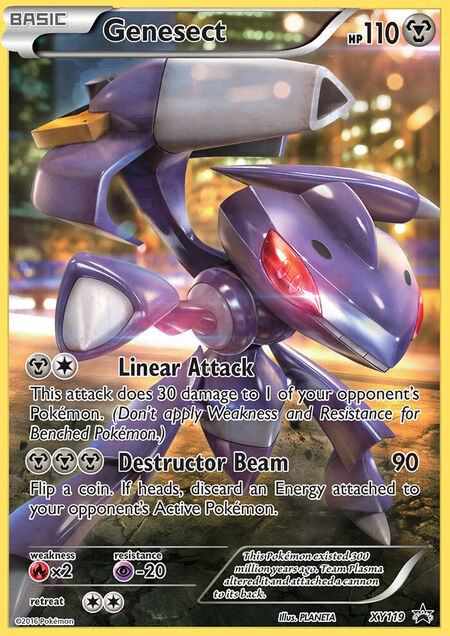 BASIC
Genesect
HP110
Linear Attack
This attack does 30 damage to 1 of your opponent's
Pokémon. (Don't apply Weakness and Resistance for
Benched Pokémon.)
Destructor Beam 90
Flip a coin. If heads, discard an Energy attached to
your opponent's Active Pokémon.
weakness resistance
×2 -20
This Pokémon existed 300
million years ago. Team Plasma
altered it and attached a cannon
to its back.
retreat
©2016 Pokémon
Illus. PLANETA
XY119